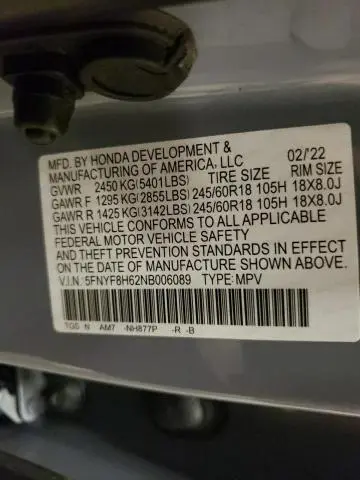 MFD. BY HONDA DEVELOPMENT & 02/'22
MANUFACTURING OF AMERICA, LLC
GVWR 2450 KG(5401LBS) TIRE SIZE RIM SIZE
GAWR F 1295 KG(2855LBS) 245/60R18 105H 18X8.0J
GAWR R 1425 KG(3142LBS) 245/60R18 105H 18X8.0J
THIS VEHICLE CONFORMS TO ALL APPLICABLE
FEDERAL MOTOR VEHICLE SAFETY
AND THEFT PREVENTION STANDARDS IN EFFECT
ON THE DATE OF MANUFACTURE SHOWN ABOVE.
V.I.N.: 5FNYF8H62NB006089 TYPE: MPV
TGS N AM7 -NH877P -R -B